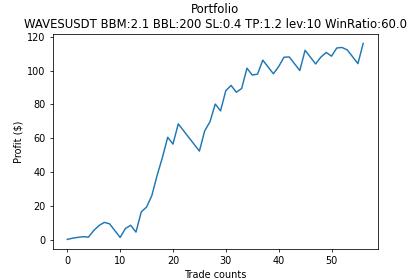 Portfolio
WAVESUSDT BBM:2.1 BBL:200 SL:0.4 TP:1.2 lev:10 WinRatio:60.0
120
100
80
60
40
20
0
Profit ($)
0 10 20 30 40 50
Trade counts